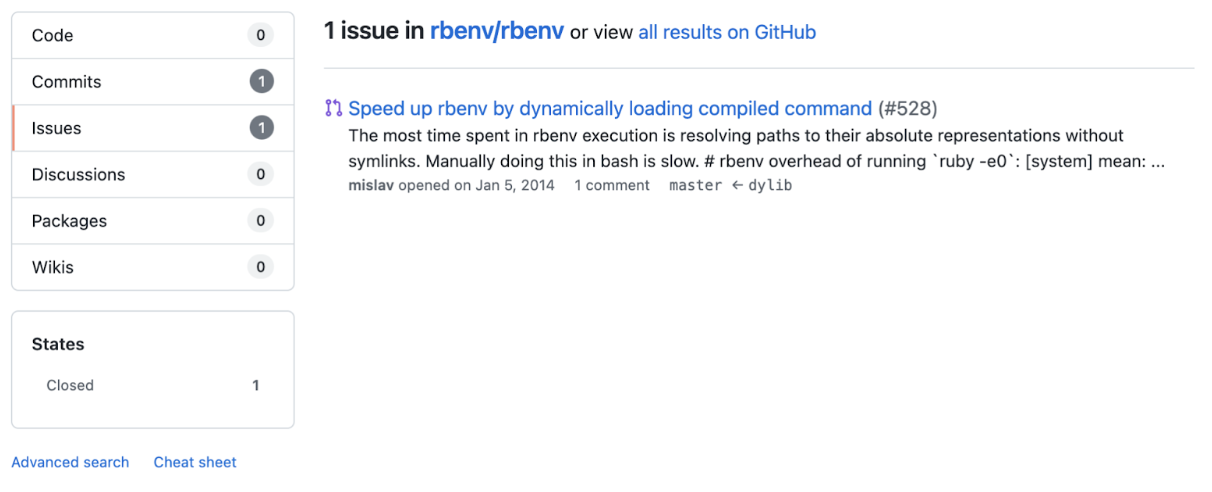 Code 0
Commits 1
Issues 1
Discussions 0
Packages 0
Wikis 0
States
Closed 1
Advanced search Cheat sheet
1 issue in rbenv/rbenv or view all results on GitHub
Speed up rbenv by dynamically loading compiled command (#528)
The most time spent in rbenv execution is resolving paths to their absolute representations without
symlinks. Manually doing this in bash is slow. # rbenv overhead of running `ruby -e0`: [system] mean: ...
mislav opened on Jan 5, 2014 1 comment master ← dylib